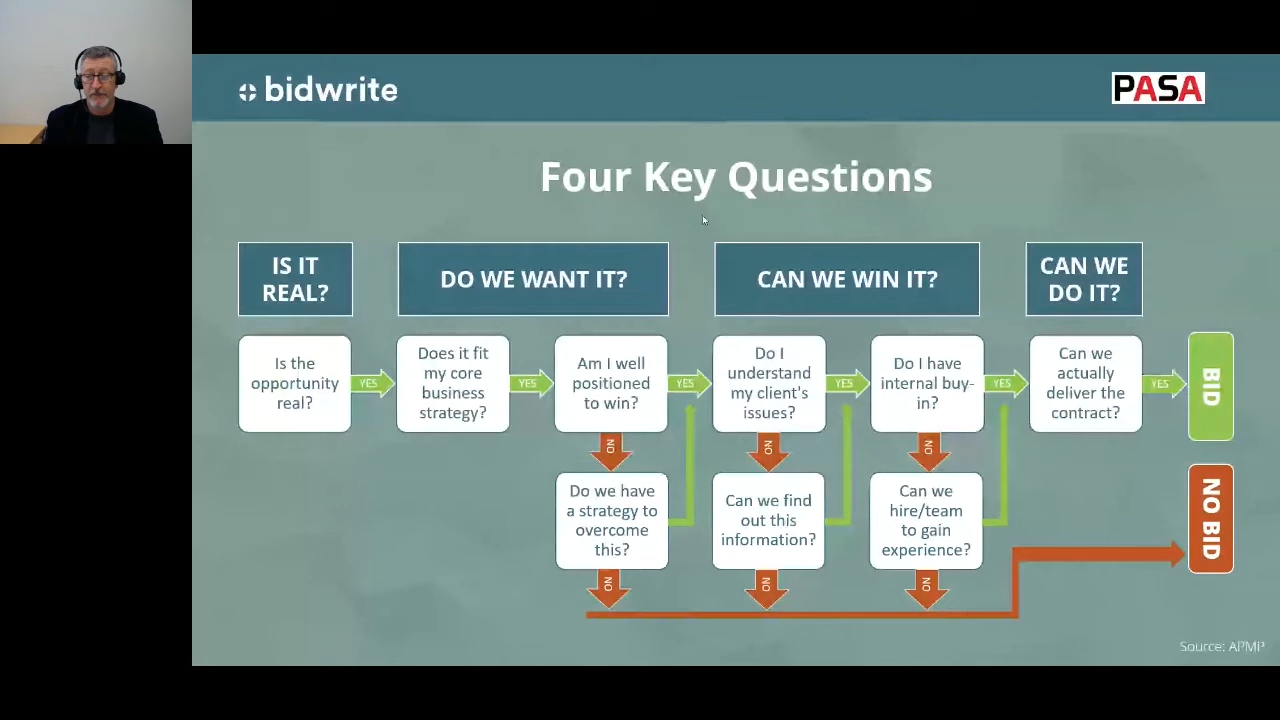 bidwrite
PASA
Four Key Questions
IS IT
REAL?
DO WE WANT IT?
CAN WE WIN IT?
CAN WE
DO IT?
Is the
opportunity
real?
YES
Does it fit
my core
business
strategy?
YES
Am I well
positioned
to win?
YES
Do I
understand
my client's
issues?
YES
Do I have
internal buy-
in?
YES
Can we
actually
deliver the
contract?
YES
BID
NO
NO
NO
Do we have
a strategy to
overcome
this?
Can we find
out this
information?
Can we
hire/team
to gain
experience?
NO BID
NO
NO
NO
Source: APMP